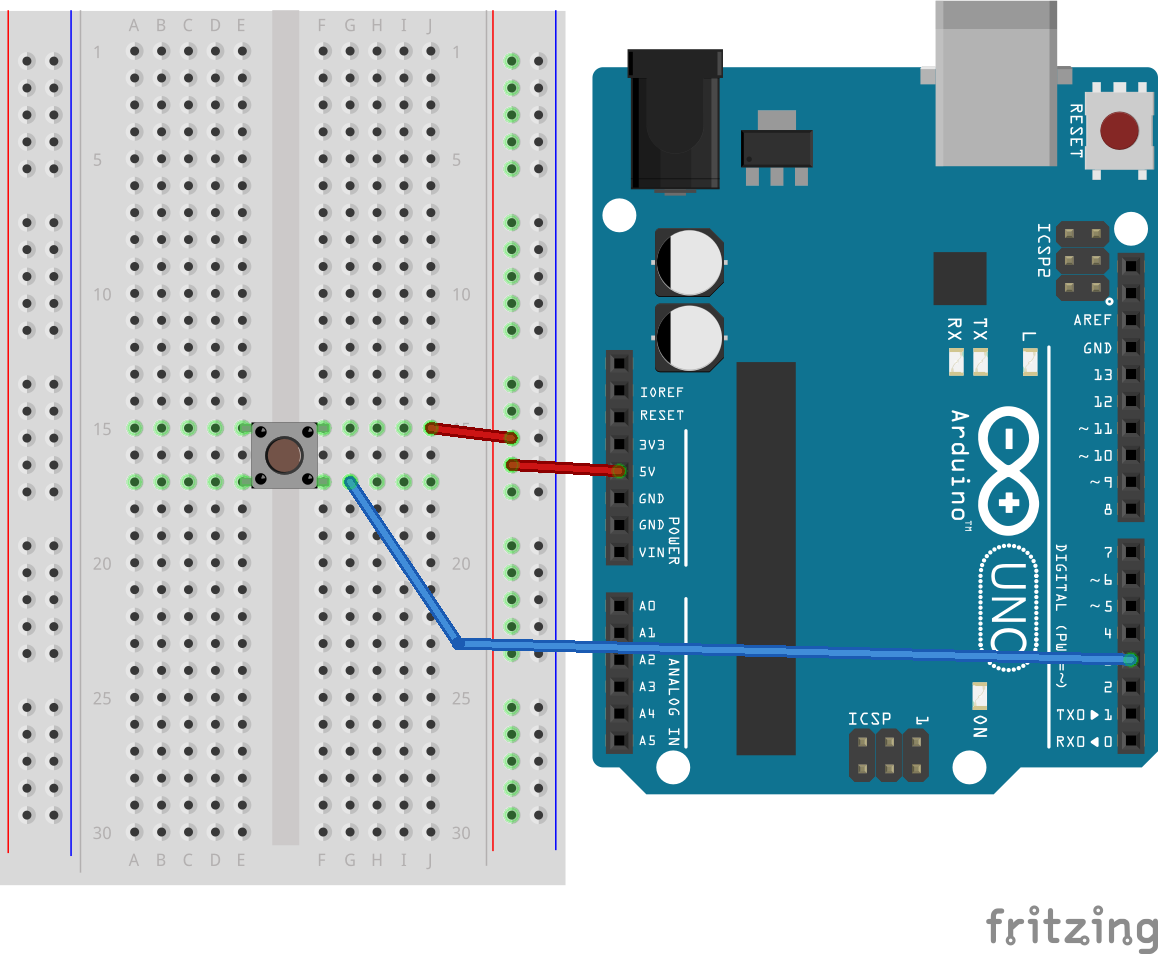 A B C D E F G H I J
1 1
5 5
10 10
15
20 20
25 25
30 30
A B C D E F G H I J
RESET
ICSP2
IOREF
RESET
3V3
5V
GND
GND
VIN
POWER
A0
A1
A2
A3
A4
A5
ANALOG IN
RX
TX
L
Arduino™
UNO
ON
ICSP
1
AREF
GND
13
12
~11
~10
~9
8
7
~6
~5
4
2
TX0▶1
RX0◀0
DIGITAL (PW =~)
fritzing